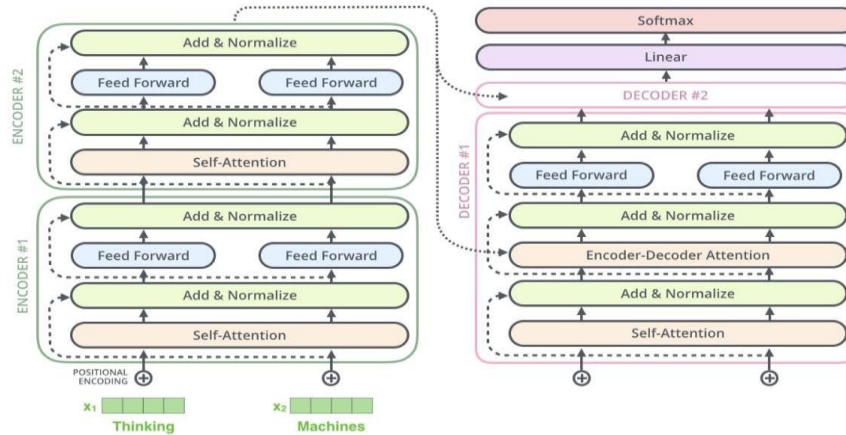 ENCODER #2
Add & Normalize
Feed Forward Feed Forward
Add & Normalize
Self-Attention
ENCODER #1
Add & Normalize
Feed Forward Feed Forward
Add & Normalize
Self-Attention
POSITIONAL
ENCODING
x1 x2
Thinking Machines
Softmax
Linear
DECODER #2
DECODER #1
Add & Normalize
Feed Forward Feed Forward
Add & Normalize
Encoder-Decoder Attention
Add & Normalize
Self-Attention